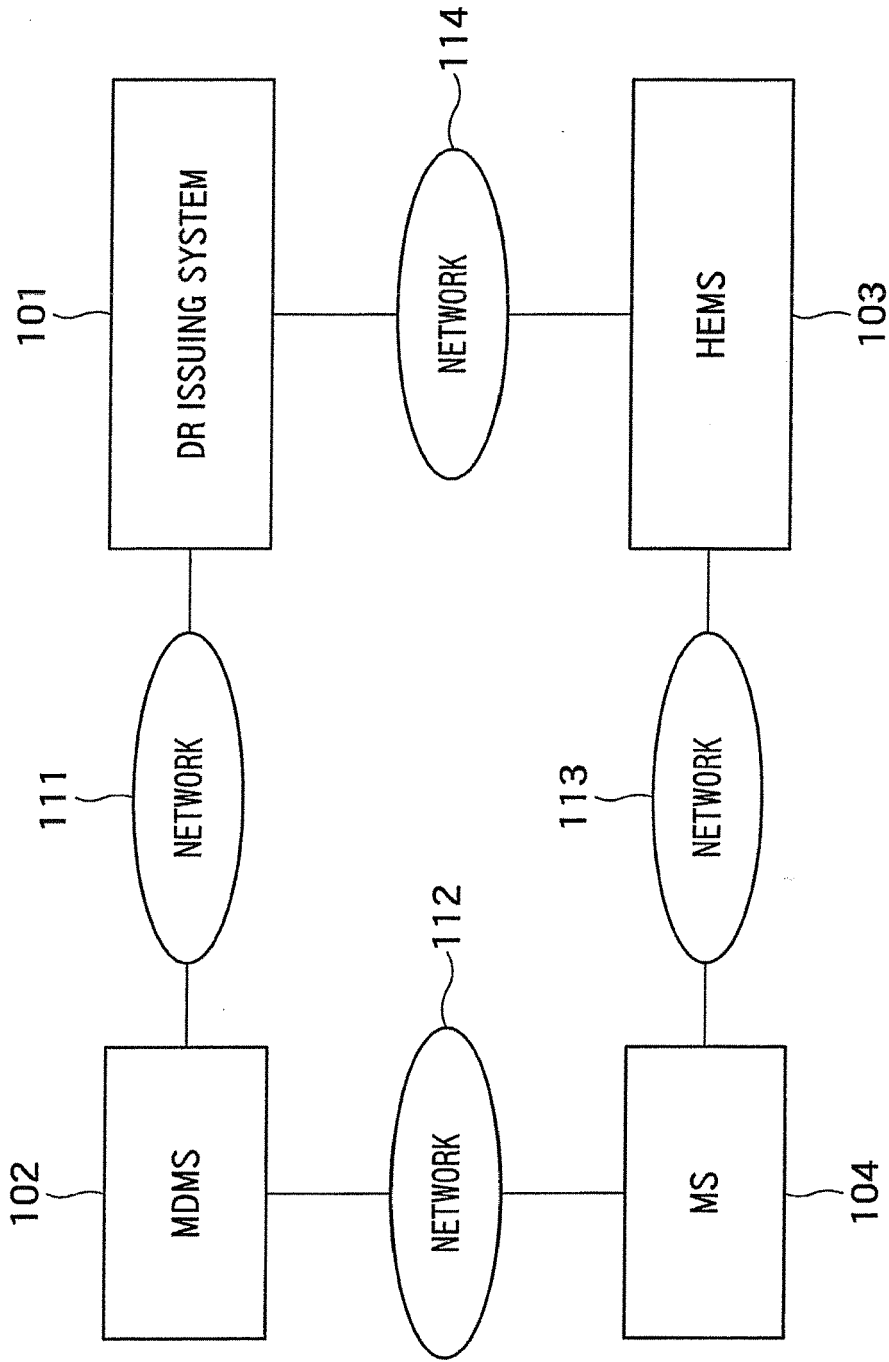 102
111
101
MDMS
NETWORK
DR ISSUING SYSTEM
112
114
NETWORK
NETWORK
113
MS
NETWORK
HEMS
104
103